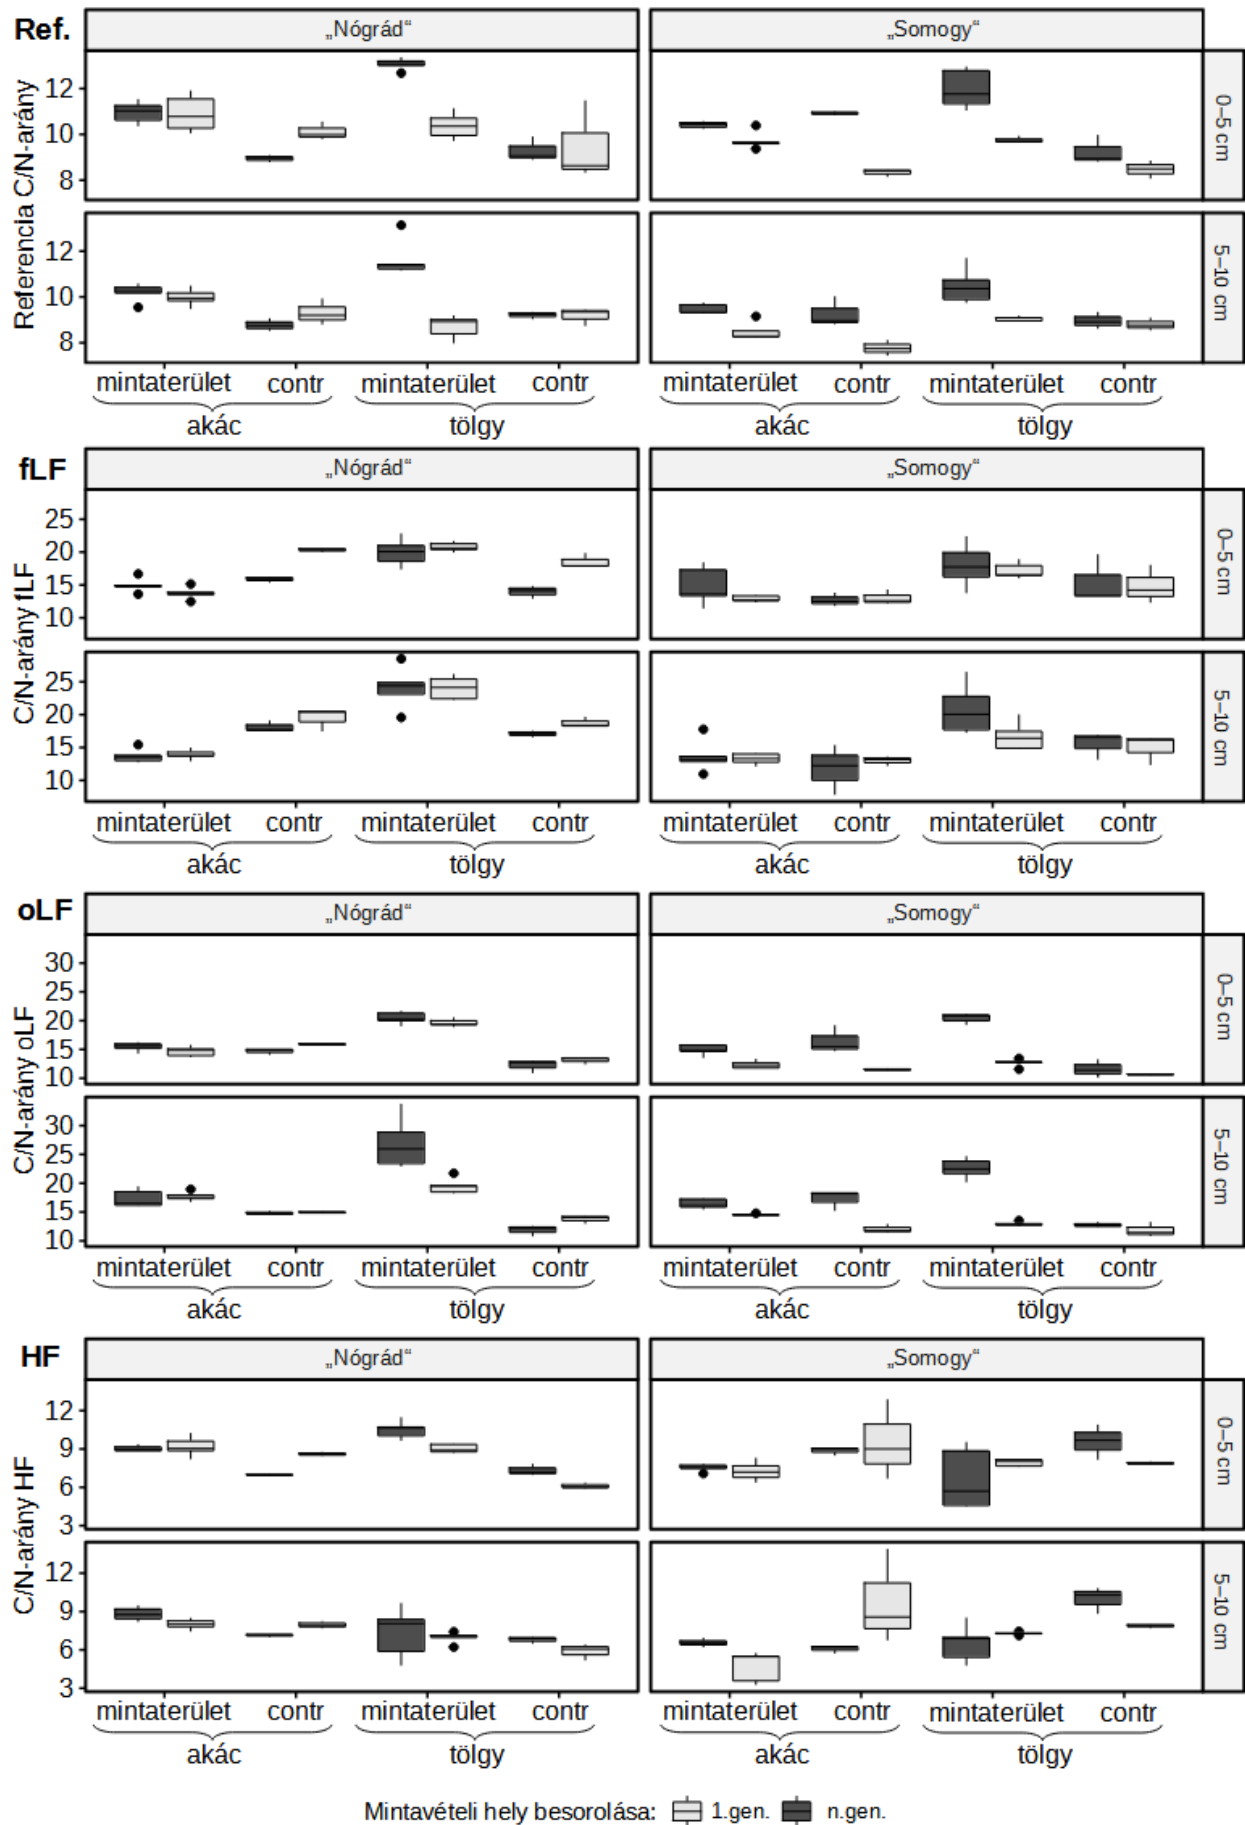 Ref.
„Nógrád“ „Somogy“
Referencia C/N-arány
12
10
8
0–5 cm
12
10
8
5–10 cm
mintaterület contr mintaterület contr mintaterület contr mintaterület contr
akác tölgy akác tölgy
fLF
„Nógrád“ „Somogy“
C/N-arány fLF
25
20
15
10
0–5 cm
25
20
15
10
5–10 cm
mintaterület contr mintaterület contr mintaterület contr mintaterület contr
akác tölgy akác tölgy
oLF
„Nógrád“ „Somogy“
C/N-arány oLF
30
25
20
15
10
0–5 cm
30
25
20
15
10
5–10 cm
mintaterület contr mintaterület contr mintaterület contr mintaterület contr
akác tölgy akác tölgy
HF
„Nógrád“ „Somogy“
C/N-arány HF
12
9
6
3
0–5 cm
12
9
6
3
5–10 cm
mintaterület contr mintaterület contr mintaterület contr mintaterület contr
akác tölgy akác tölgy
Mintavételi hely besorolása: 1.gen. n.gen.